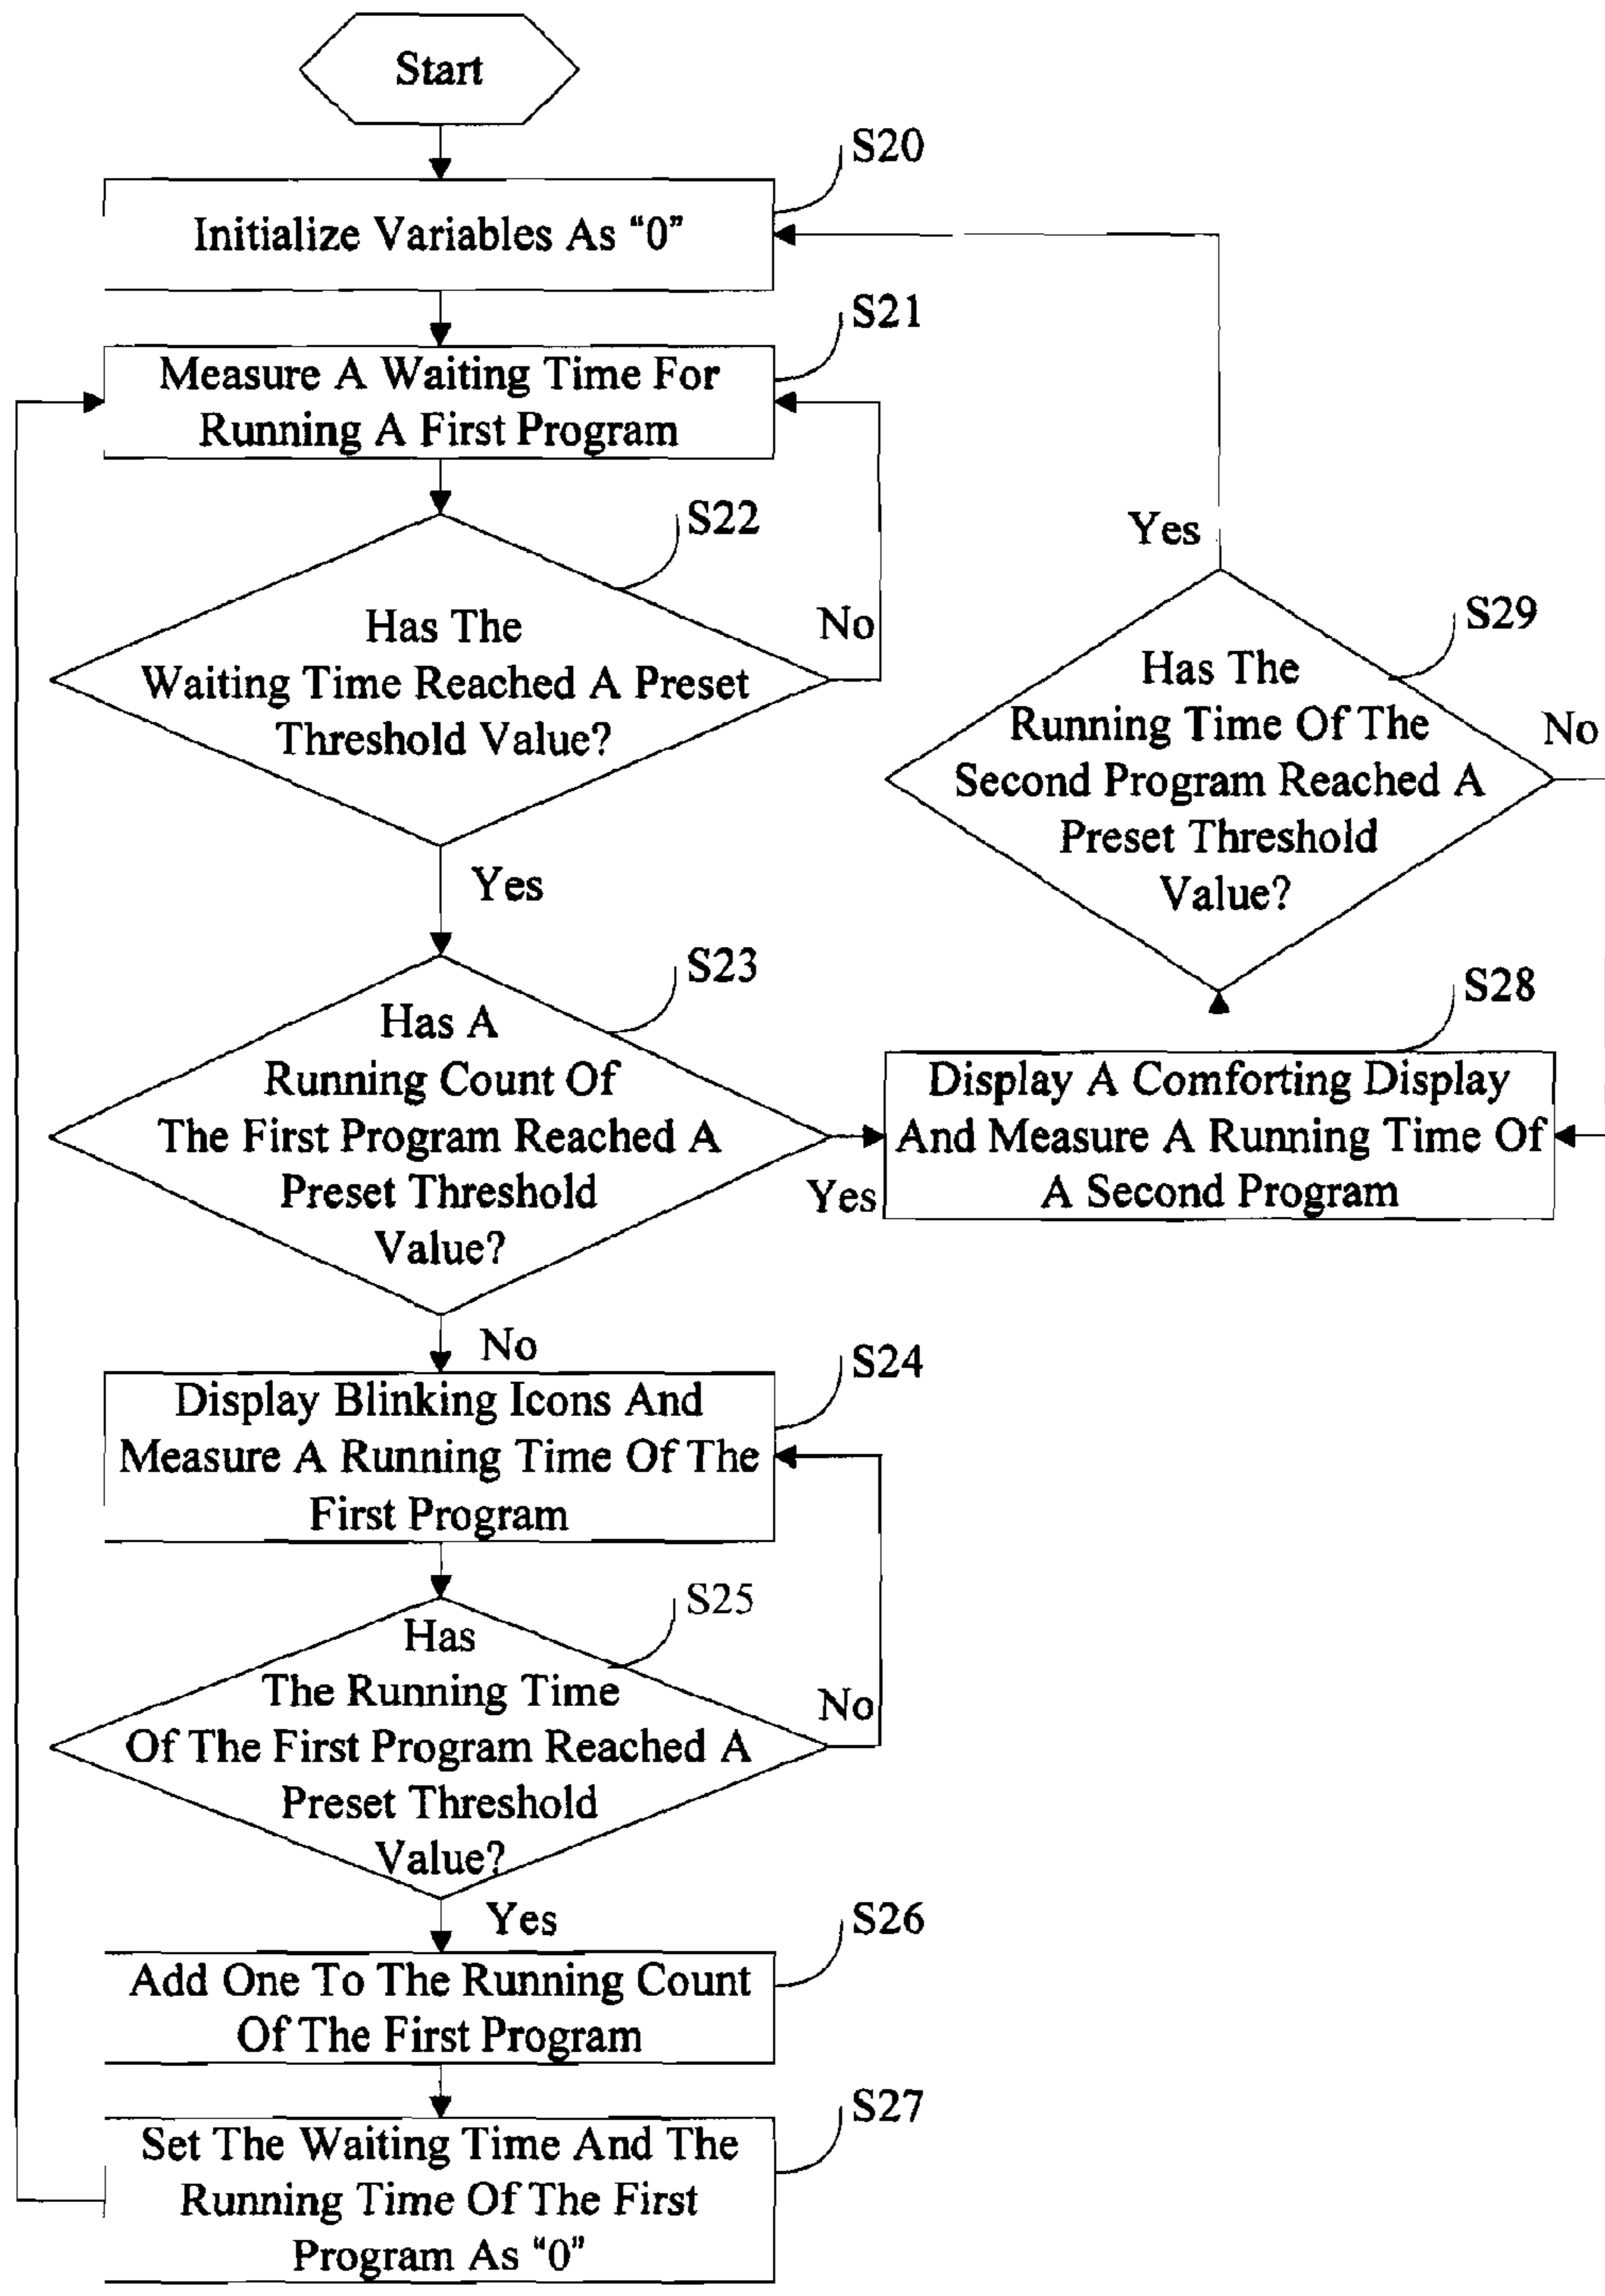 Start
S20
Initialize Variables As “0”
S21
Measure A Waiting Time For
Running A First Program
S22
Has The
Waiting Time Reached A Preset
Threshold Value?
No
Yes
S23
Has A
Running Count Of
The First Program Reached A
Preset Threshold
Value?
Yes
No
S24
Display Blinking Icons And
Measure A Running Time Of The
First Program
S25
Has
The Running Time
Of The First Program Reached A
Preset Threshold
Value?
No
Yes
S26
Add One To The Running Count
Of The First Program
S27
Set The Waiting Time And The
Running Time Of The First
Program As “0”
S28
Display A Comforting Display
And Measure A Running Time Of
A Second Program
S29
Has The
Running Time Of The
Second Program Reached A
Preset Threshold
Value?
Yes
No